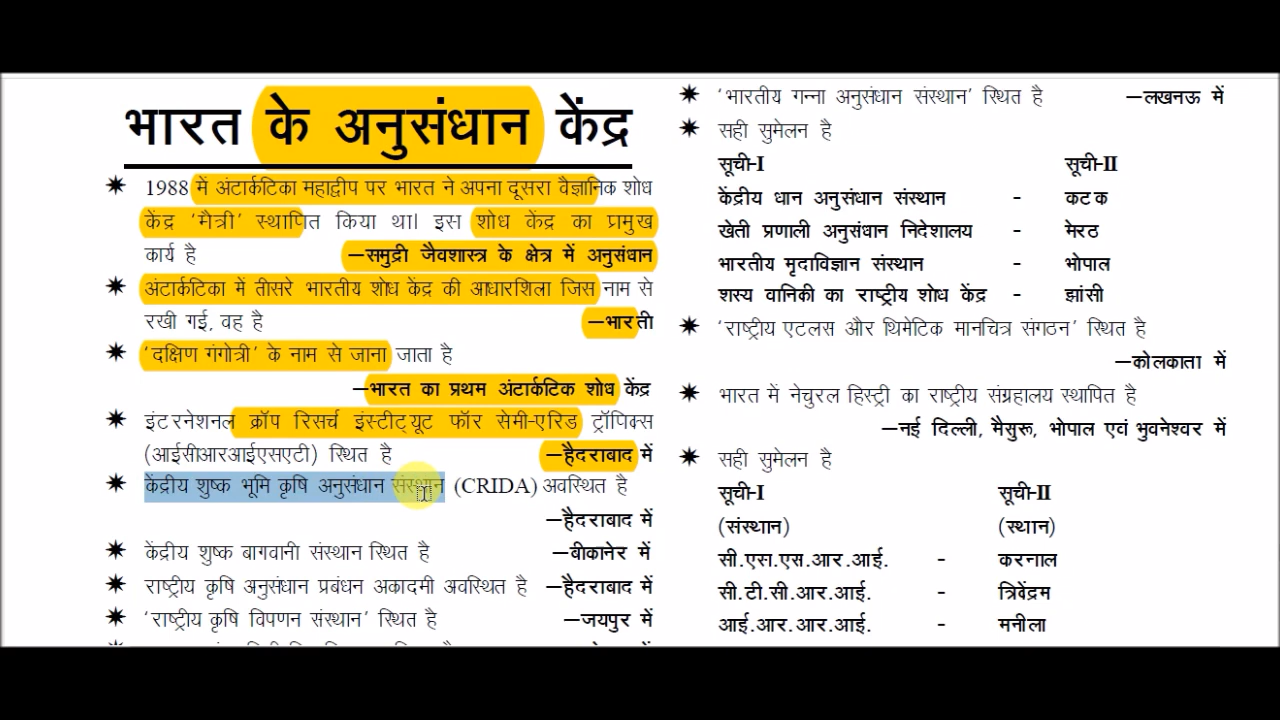 भारत के अनुसंधान केंद्र
✷ 1988 में अंटार्कटिका महाद्वीप पर भारत ने अपना दूसरा वैज्ञानिक शोध
केंद्र ‘मैत्री’ स्थापित किया था। इस शोध केंद्र का प्रमुख
कार्य है —समुद्री जैवशास्त्र के क्षेत्र में अनुसंधान
✷ अंटार्कटिका में तीसरे भारतीय शोध केंद्र की आधारशिला जिस नाम से
रखी गई, वह है —भारती
✷ ‘दक्षिण गंगोत्री’ के नाम से जाना जाता है
—भारत का प्रथम अंटार्कटिक शोध केंद्र
✷ इंटरनेशनल क्रॉप रिसर्च इंस्टीट्यूट फॉर सेमी-एरिड ट्रॉपिक्स
(आईसीआरआईएसएटी) स्थित है —हैदराबाद में
✷ केंद्रीय शुष्क भूमि कृषि अनुसंधान संस्थान (CRIDA) अवस्थित है
—हैदराबाद में
✷ केंद्रीय शुष्क बागवानी संस्थान स्थित है —बीकानेर में
✷ राष्ट्रीय कृषि अनुसंधान प्रबंधन अकादमी अवस्थित है —हैदराबाद में
✷ ‘राष्ट्रीय कृषि विपणन संस्थान’ स्थित है —जयपुर में
✷ ‘भारतीय गन्ना अनुसंधान संस्थान’ स्थित है —लखनऊ में
✷ सही सुमेलन है
सूची-I सूची-II
केंद्रीय धान अनुसंधान संस्थान - कटक
खेती प्रणाली अनुसंधान निदेशालय - मेरठ
भारतीय मृदाविज्ञान संस्थान - भोपाल
शस्य वानिकी का राष्ट्रीय शोध केंद्र - झांसी
✷ ‘राष्ट्रीय एटलस और थिमेटिक मानचित्र संगठन’ स्थित है
—कोलकाता में
✷ भारत में नेचुरल हिस्ट्री का राष्ट्रीय संग्रहालय स्थापित है
—नई दिल्ली, मैसुरू, भोपाल एवं भुवनेश्वर में
✷ सही सुमेलन है
सूची-I सूची-II
(संस्थान) (स्थान)
सी.एस.एस.आर.आई. - करनाल
सी.टी.सी.आर.आई. - त्रिवेंद्रम
आई.आर.आर.आई. - मनीला